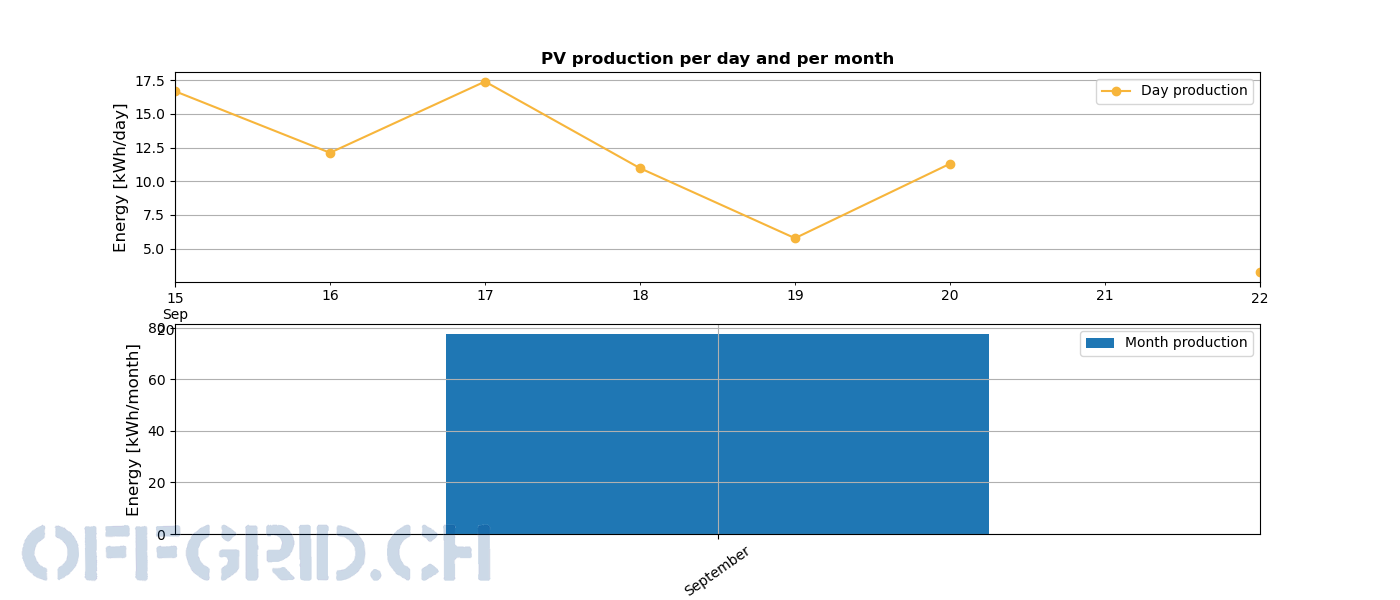 PV production per day and per month
Day production
Energy [kWh/day]
17.5
15.0
12.5
10.0
7.5
5.0
15 16 17 18 19 20 21 22
Sep
20
Month production
Energy [kWh/month]
80
60
40
20
0
September
OFFGRID.CH